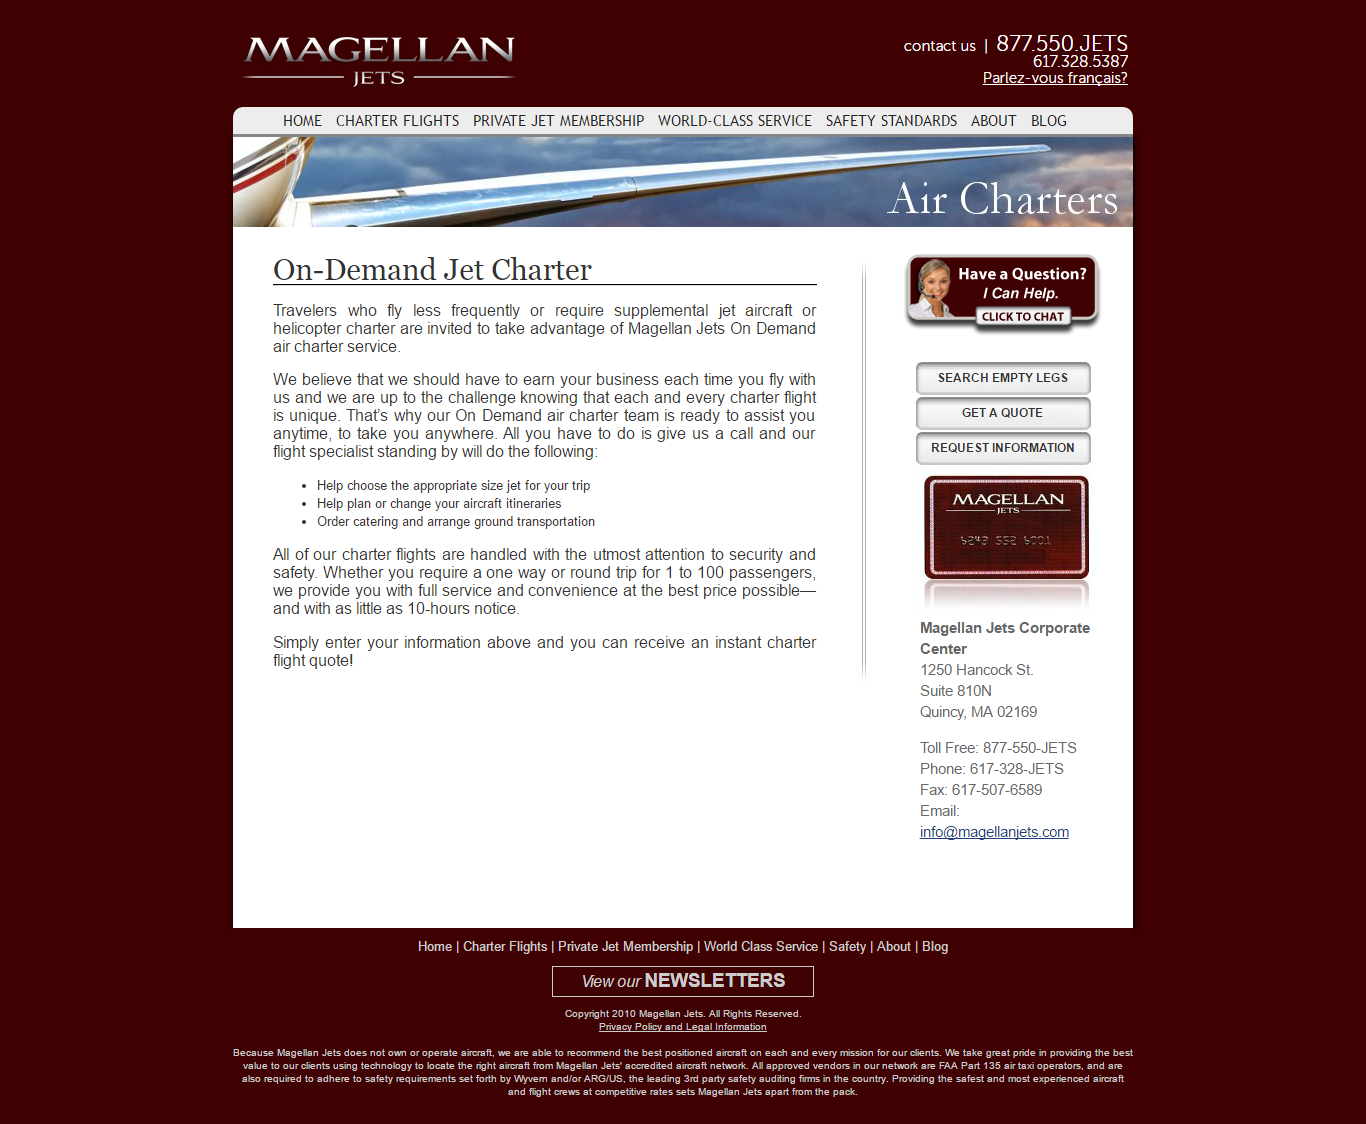 MAGELLAN
JETS
contact us | 877.550.JETS
617.328.5387
Parlez-vous français?
HOME CHARTER FLIGHTS PRIVATE JET MEMBERSHIP WORLD-CLASS SERVICE SAFETY STANDARDS ABOUT BLOG
Air Charters
On-Demand Jet Charter
Travelers who fly less frequently or require supplemental jet aircraft or
helicopter charter are invited to take advantage of Magellan Jets On Demand
air charter service.
We believe that we should have to earn your business each time you fly with
us and we are up to the challenge knowing that each and every charter flight
is unique. That's why our On Demand air charter team is ready to assist you
anytime, to take you anywhere. All you have to do is give us a call and our
flight specialist standing by will do the following:
• Help choose the appropriate size jet for your trip
• Help plan or change your aircraft itineraries
• Order catering and arrange ground transportation
All of our charter flights are handled with the utmost attention to security and
safety. Whether you require a one way or round trip for 1 to 100 passengers,
we provide you with full service and convenience at the best price possible—
and with as little as 10-hours notice.
Simply enter your information above and you can receive an instant charter
flight quote!
Have a Question?
I Can Help.
CLICK TO CHAT
SEARCH EMPTY LEGS
GET A QUOTE
REQUEST INFORMATION
MAGELLAN
JETS
Magellan Jets Corporate
Center
1250 Hancock St.
Suite 810N
Quincy, MA 02169
Toll Free: 877-550-JETS
Phone: 617-328-JETS
Fax: 617-507-6589
Email:
info@magellanjets.com
Home | Charter Flights | Private Jet Membership | World Class Service | Safety | About | Blog
View our NEWSLETTERS
Copyright 2010 Magellan Jets. All Rights Reserved.
Privacy Policy and Legal Information
Because Magellan Jets does not own or operate aircraft, we are able to recommend the best positioned aircraft on each and every mission for our clients. We take great pride in providing the best
value to our clients using technology to locate the right aircraft from Magellan Jets' accredited aircraft network. All approved vendors in our network are FAA Part 135 air taxi operators, and are
also required to adhere to safety requirements set forth by Wyvern and/or ARG/US, the leading 3rd party safety auditing firms in the country. Providing the safest and most experienced aircraft
and flight crews at competitive rates sets Magellan Jets apart from the pack.